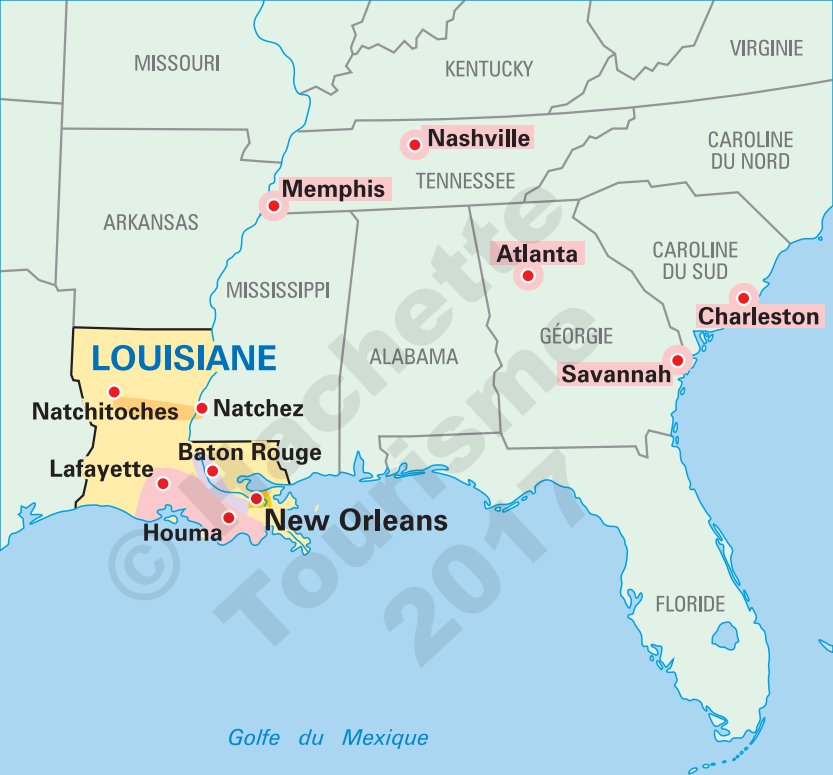 MISSOURI
KENTUCKY
VIRGINIE
Nashville
CAROLINE
DU NORD
Memphis
TENNESSEE
ARKANSAS
Atlanta
CAROLINE
DU SUD
MISSISSIPPI
Charleston
GÉORGIE
LOUISIANE
ALABAMA
Savannah
Natchitoches
Natchez
Baton Rouge
Lafayette
New Orleans
Houma
FLORIDE
Golfe du Mexique
© Hachette
Tourisme
2017